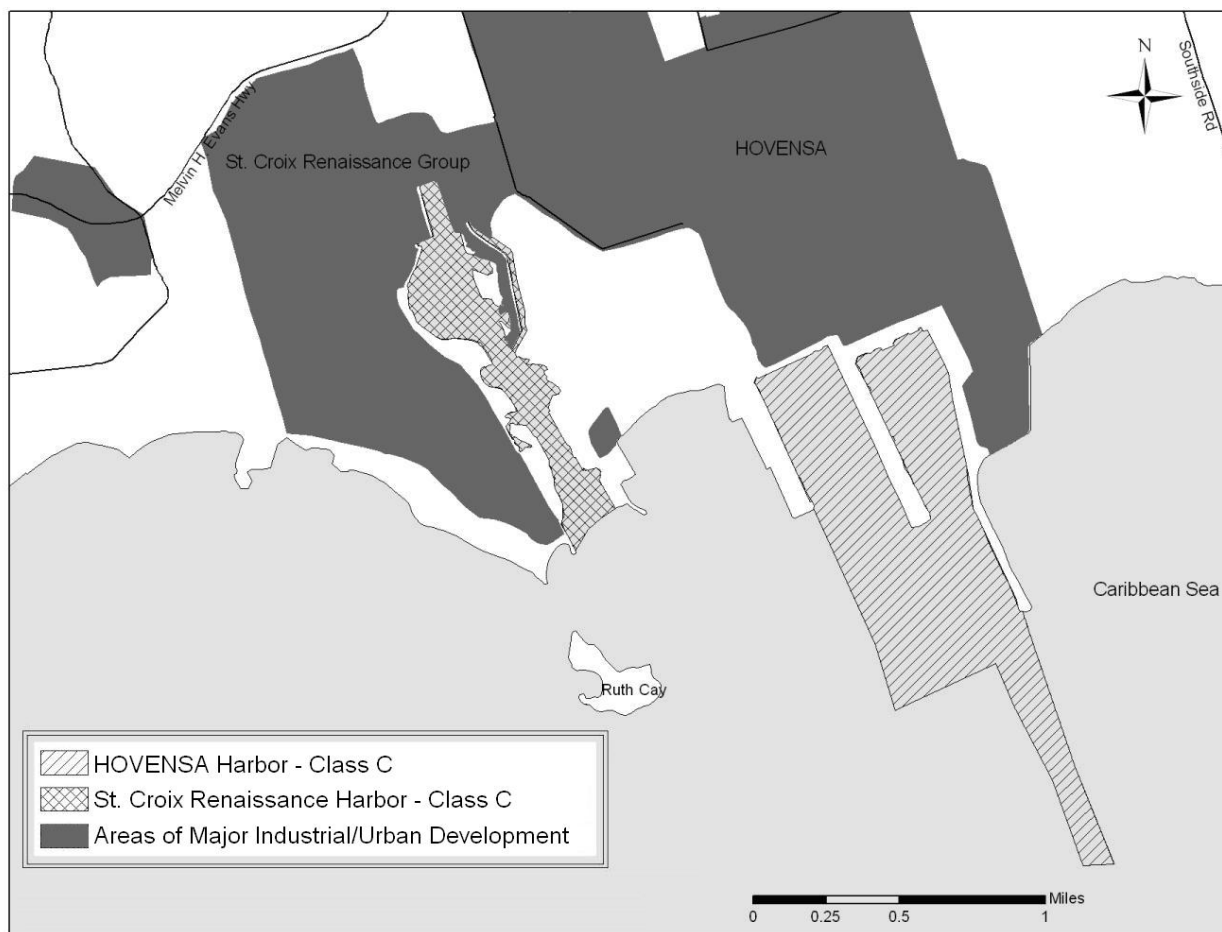 N
Southside Rd
Melvin H. Evans Hwy
St. Croix Renaissance Group
HOVENSA
Caribbean Sea
Ruth Cay
HOVENSA Harbor - Class C
St. Croix Renaissance Harbor - Class C
Areas of Major Industrial/Urban Development
Miles
0 0.25 0.5 1